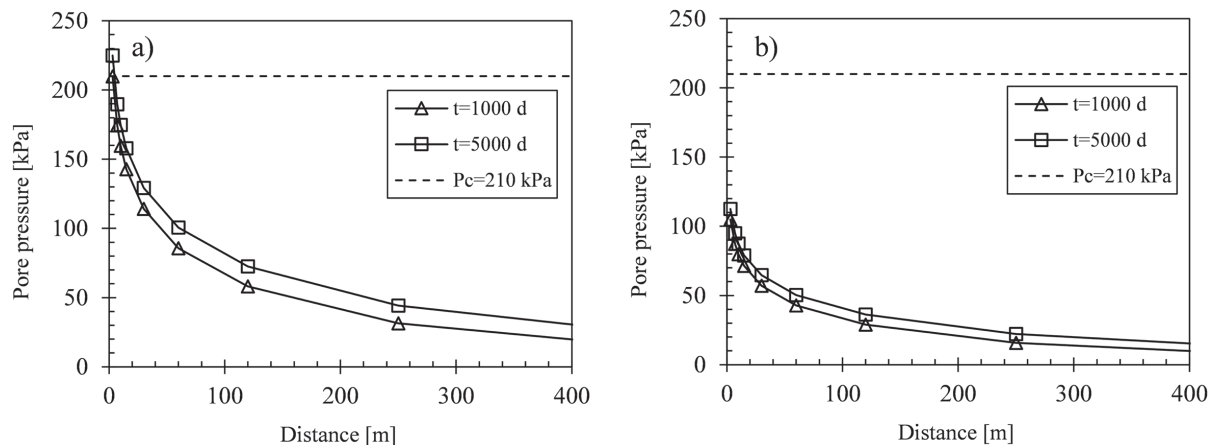 a)
Pore pressure [kPa]
250
200
150
100
50
0
t=1000 d
t=5000 d
Pc=210 kPa
0 100 200 300 400
Distance [m]
b)
Pore pressure [kPa]
250
200
150
100
50
0
t=1000 d
t=5000 d
Pc=210 kPa
0 100 200 300 400
Distance [m]